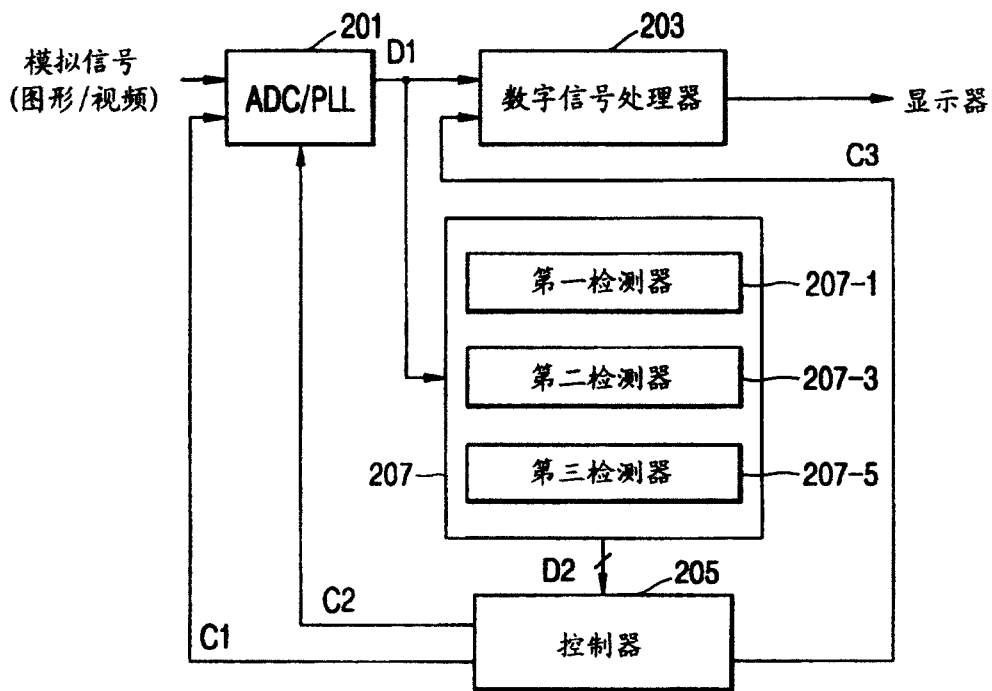 201
D1
203
模拟信号
(图形/视频)
ADC/PLL
数字信号处理器
显示器
C3
第一检测器
207-1
第二检测器
207-3
207
第三检测器
207-5
D2
205
C2
C1
控制器